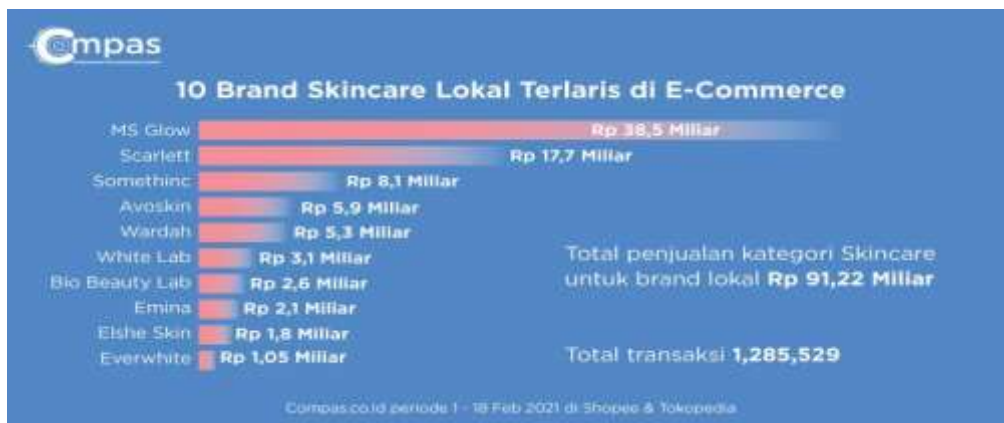 Compas
10 Brand Skincare Lokal Terlaris di E-Commerce
MS Glow Rp 38,5 Miliar
Scarlett Rp 17,7 Miliar
Somethinc Rp 8,1 Miliar
Avoskin Rp 5,9 Miliar
Wardah Rp 5,3 Miliar
White Lab Rp 3,1 Miliar
Bio Beauty Lab Rp 2,6 Miliar
Emina Rp 2,1 Miliar
Elshe Skin Rp 1,8 Miliar
Everwhite Rp 1,05 Miliar
Total penjualan kategori Skincare
untuk brand lokal Rp 91,22 Miliar
Total transaksi 1,285,529
Compas.co.id periode 1 - 18 Feb 2021 di Shopee & Tokopedia